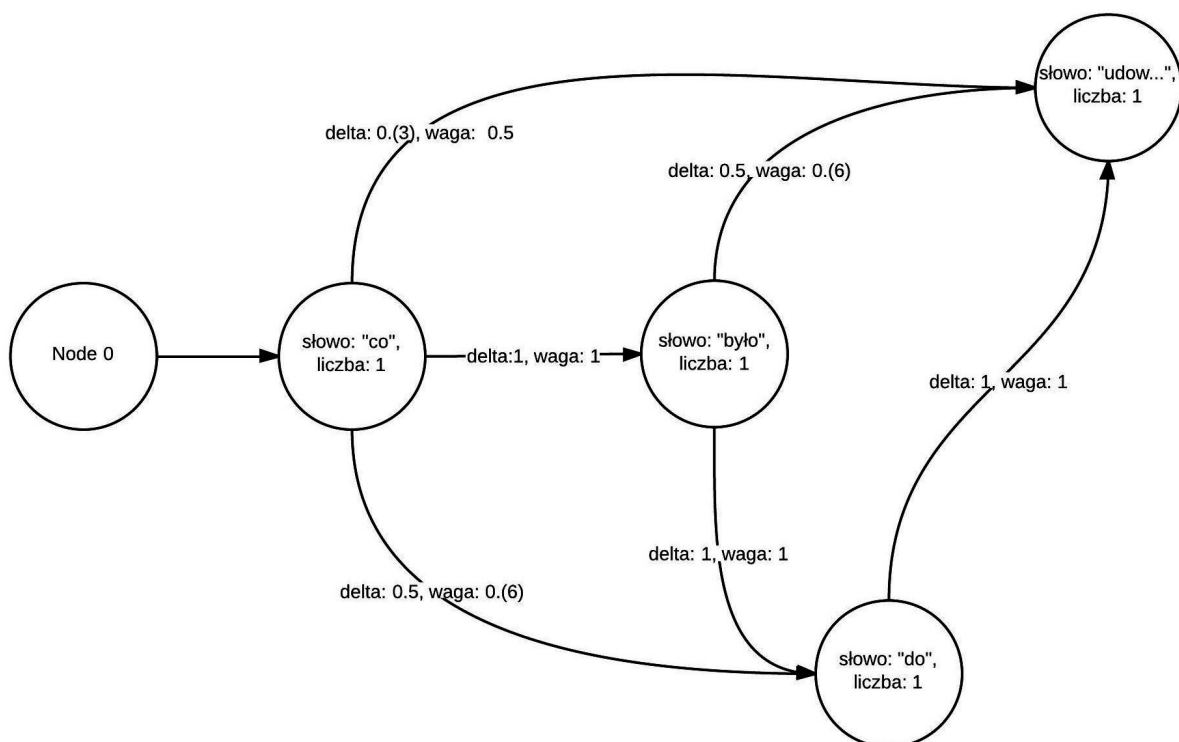 słowo: "udow...",
liczba: 1
delta: 0.(3), waga:  0.5
delta: 0.5, waga: 0.(6)
Node 0
słowo: "co",
liczba: 1
delta:1, waga: 1
słowo: "było",
liczba: 1
delta: 1, waga: 1
delta: 1, waga: 1
delta: 0.5, waga: 0.(6)
słowo: "do",
liczba: 1